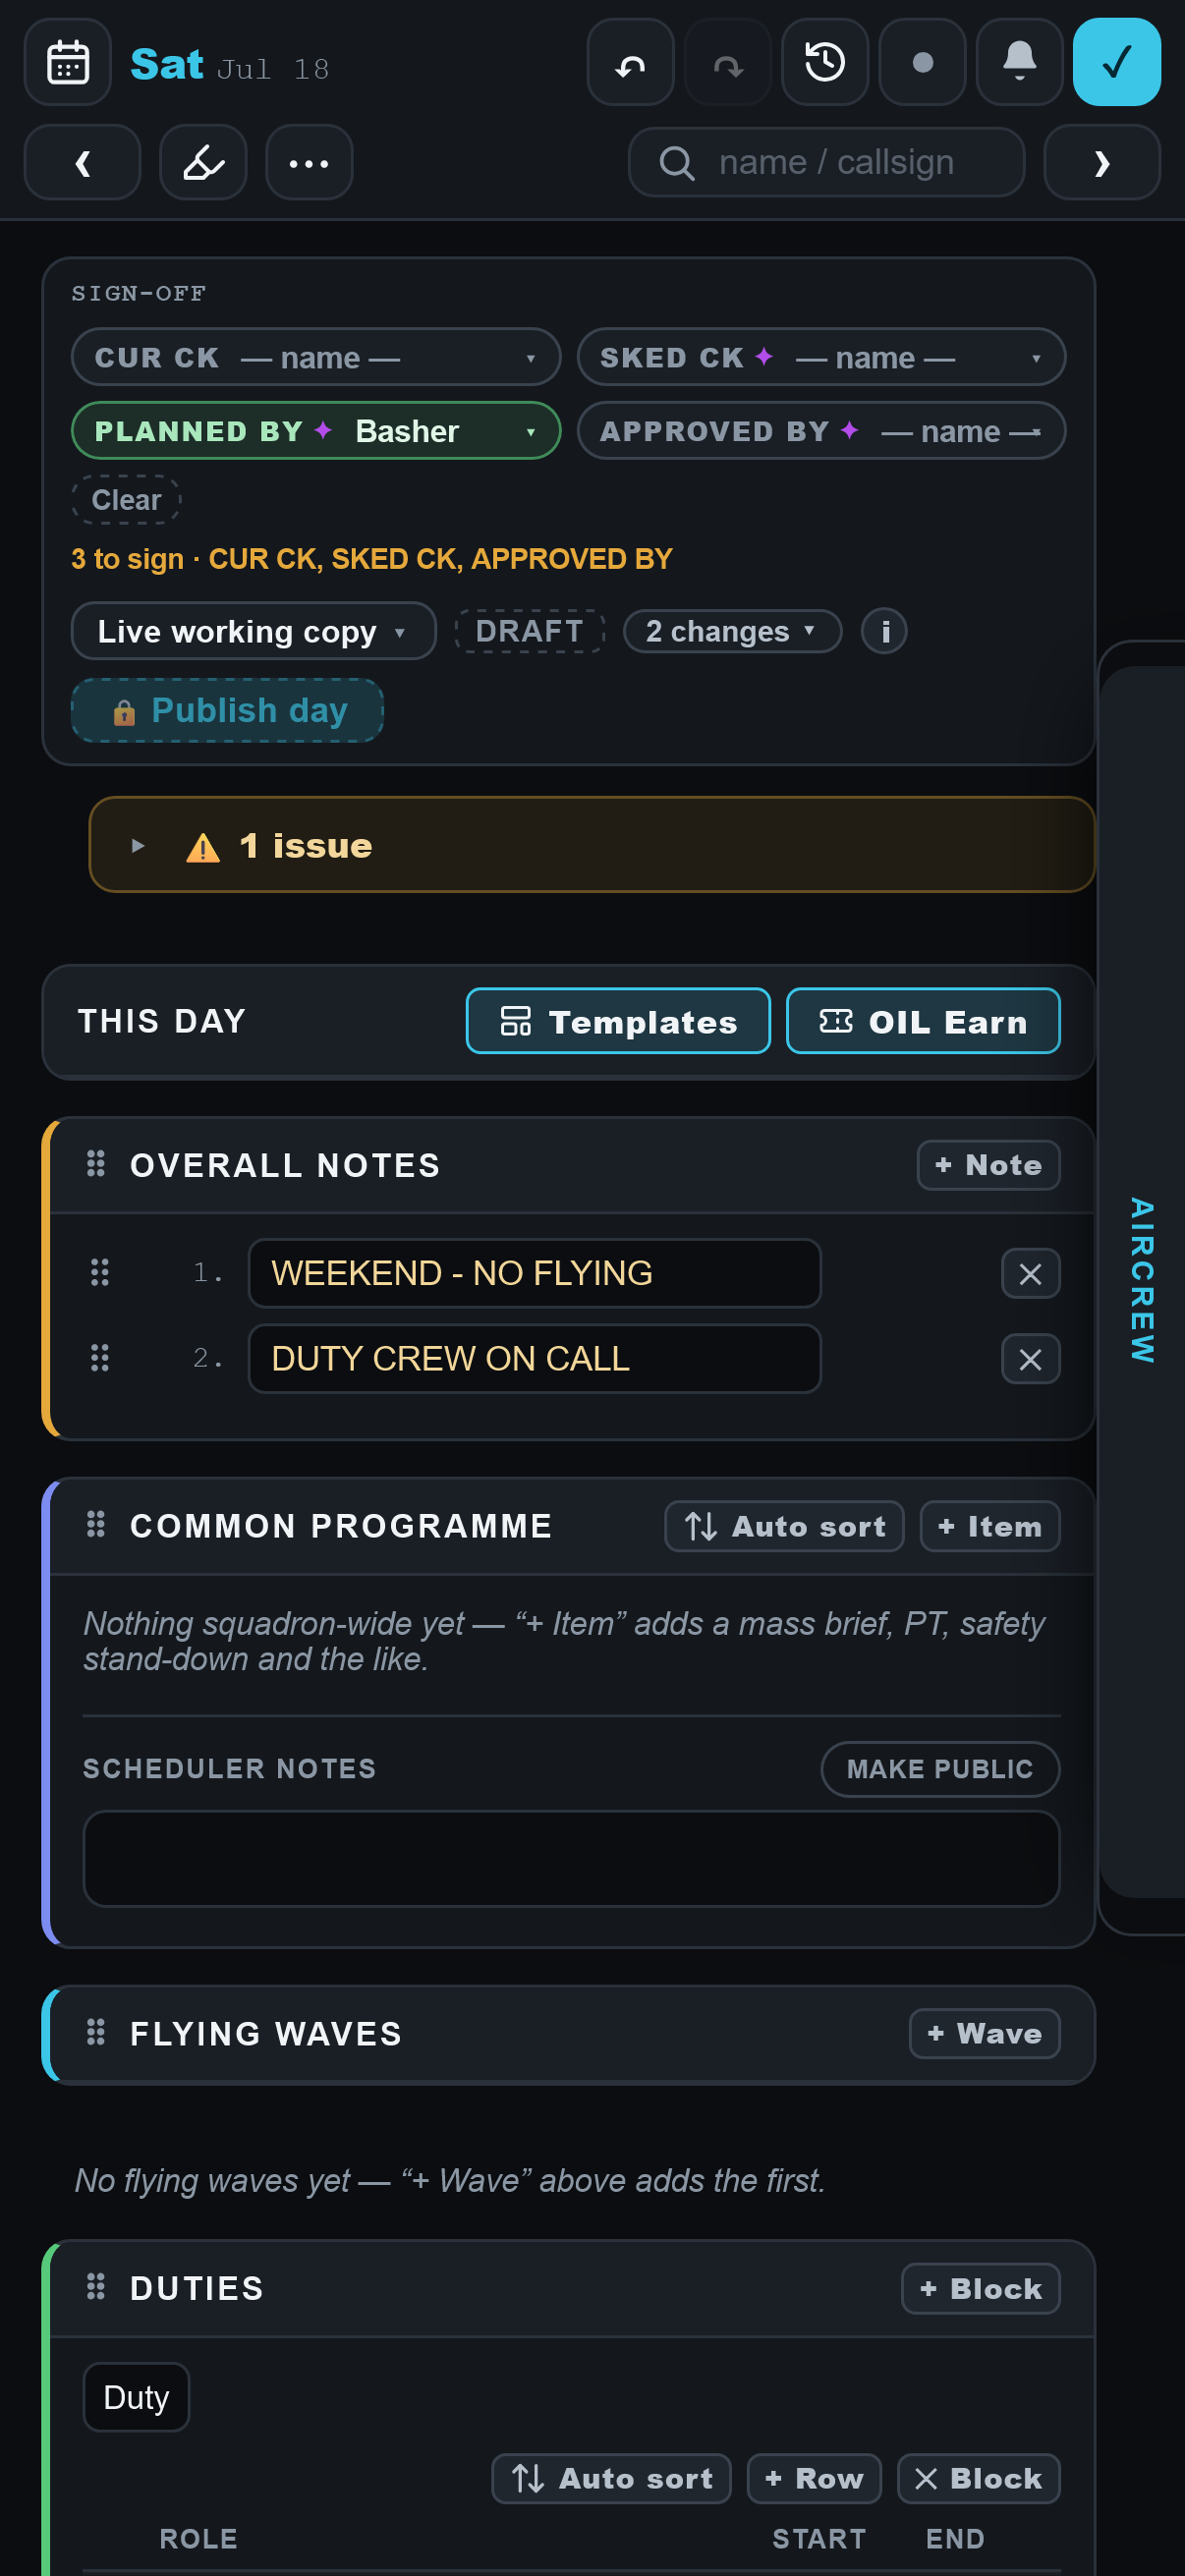 Sat Jul 18
name / callsign
SIGN-OFF
CUR CK — name —
SKED CK — name —
PLANNED BY Basher
APPROVED BY — name —
Clear
3 to sign · CUR CK, SKED CK, APPROVED BY
Live working copy DRAFT 2 changes i
Publish day
1 issue
THIS DAY Templates OIL Earn
OVERALL NOTES + Note
1. WEEKEND - NO FLYING
2. DUTY CREW ON CALL
AIRCREW
COMMON PROGRAMME Auto sort + Item
Nothing squadron-wide yet — “+ Item” adds a mass brief, PT, safety
stand-down and the like.
SCHEDULER NOTES MAKE PUBLIC
FLYING WAVES + Wave
No flying waves yet — “+ Wave” above adds the first.
DUTIES + Block
Duty
Auto sort + Row × Block
ROLE START END